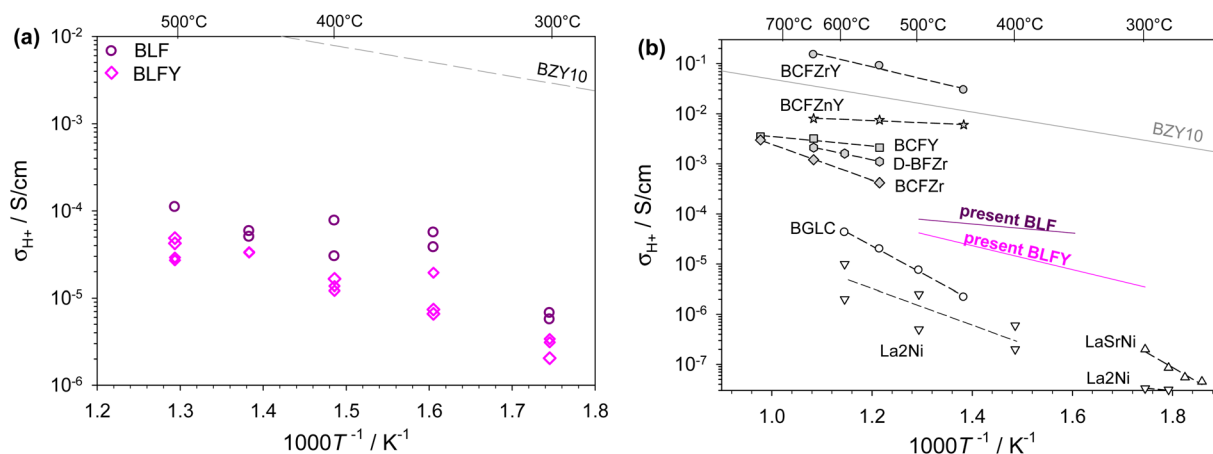 (a)
500°C 400°C 300°C
10⁻²
BLF
BLFY
BZY10
10⁻³
σH+ / S/cm
10⁻⁴
10⁻⁵
10⁻⁶
1.2 1.3 1.4 1.5 1.6 1.7 1.8
1000T⁻¹ / K⁻¹
(b)
700°C 600°C 500°C 400°C 300°C
10⁻¹
BCFZrY
10⁻²
BCFZnY
BZY10
BCFY
10⁻³
D-BFZr
BCFZr
σH+ / S/cm
10⁻⁴
present BLF
BGLC
present BLFY
10⁻⁵
10⁻⁶
La2Ni
LaSrNi
10⁻⁷
La2Ni
1.0 1.2 1.4 1.6 1.8
1000T⁻¹ / K⁻¹